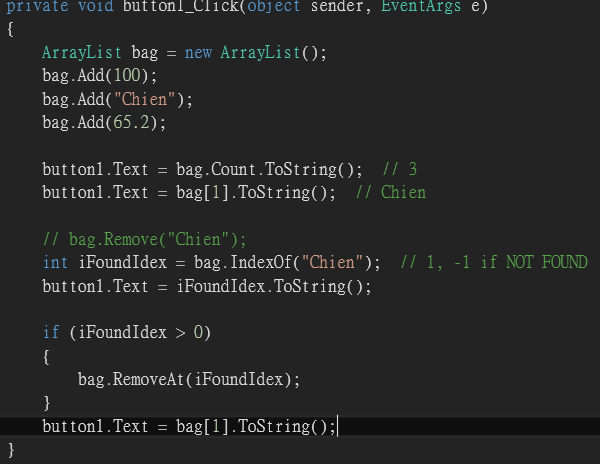 private void button1_Click(object sender, EventArgs e)
{
    ArrayList bag = new ArrayList();
    bag.Add(100);
    bag.Add("Chien");
    bag.Add(65.2);

    button1.Text = bag.Count.ToString();  // 3
    button1.Text = bag[1].ToString();  // Chien

    // bag.Remove("Chien");
    int iFoundIdex = bag.IndexOf("Chien");  // 1, -1 if NOT FOUND
    button1.Text = iFoundIdex.ToString();

    if (iFoundIdex > 0)
    {
        bag.RemoveAt(iFoundIdex);
    }
    button1.Text = bag[1].ToString();
}